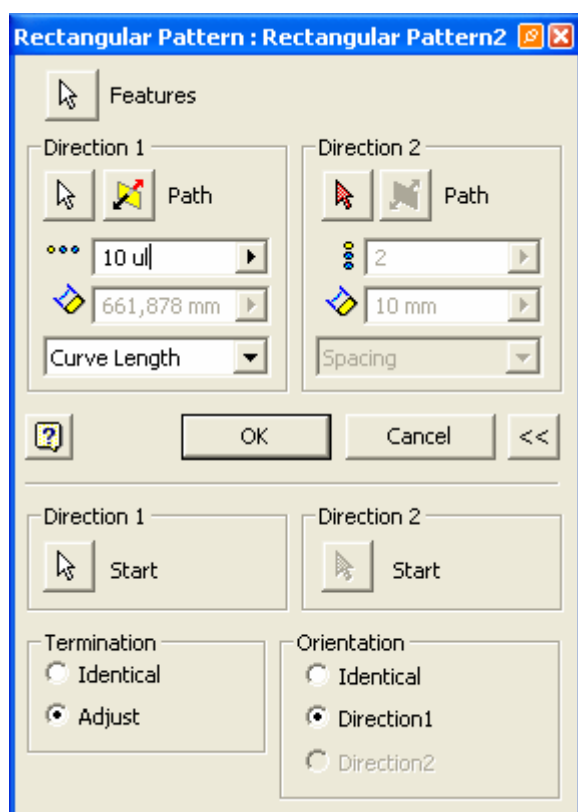 Rectangular Pattern : Rectangular Pattern2
Features
Direction 1
Path
10 ul
661,878 mm
Curve Length
Direction 2
Path
2
10 mm
Spacing
?
OK
Cancel
<<
Direction 1
Start
Direction 2
Start
Termination
Identical
Adjust
Orientation
Identical
Direction1
Direction2